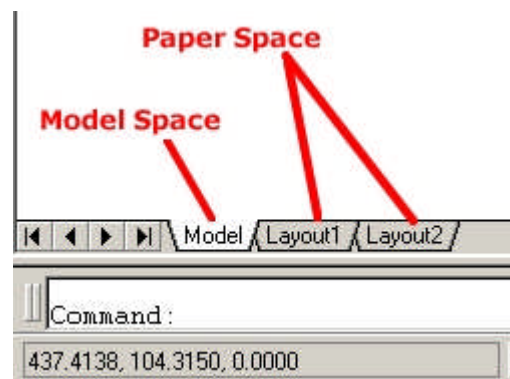 Paper Space
Model Space
Model Layout1 Layout2
Command:
437.4138, 104.3150, 0.0000